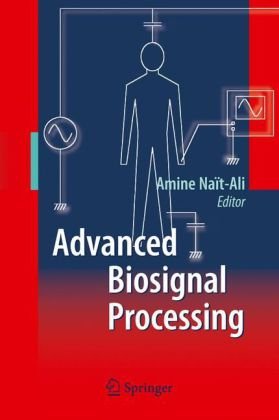 Amine Naït-Ali
Editor
Advanced
Biosignal
Processing
Springer